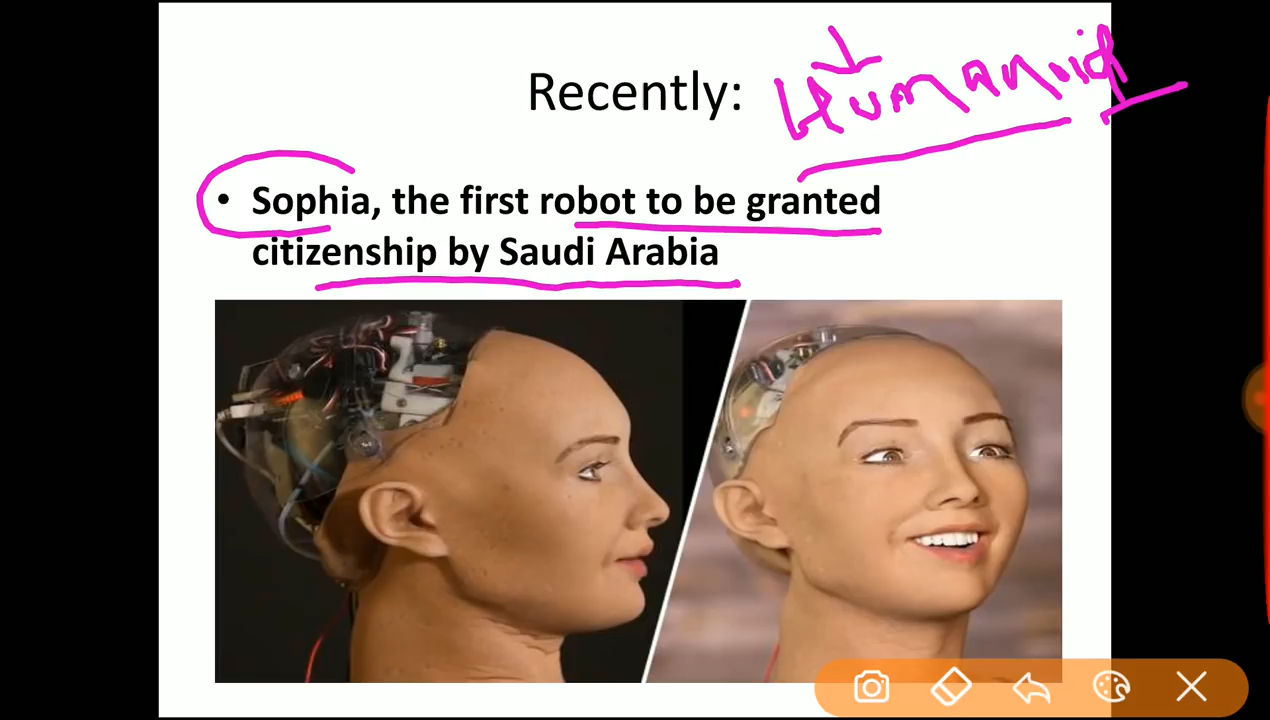 Recently: Humanoid
• Sophia, the first robot to be granted
citizenship by Saudi Arabia